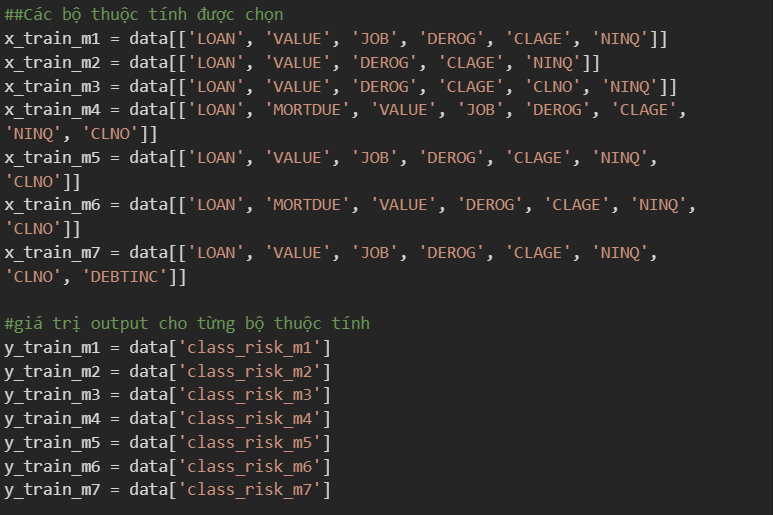 ##Các bộ thuộc tính được chọn
x_train_m1 = data[['LOAN', 'VALUE', 'JOB', 'DEROG', 'CLAGE', 'NINQ']]
x_train_m2 = data[['LOAN', 'VALUE', 'DEROG', 'CLAGE', 'NINQ']]
x_train_m3 = data[['LOAN', 'VALUE', 'DEROG', 'CLAGE', 'CLNO', 'NINQ']]
x_train_m4 = data[['LOAN', 'MORTDUE', 'VALUE', 'JOB', 'DEROG', 'CLAGE',
'NINQ', 'CLNO']]
x_train_m5 = data[['LOAN', 'VALUE', 'JOB', 'DEROG', 'CLAGE', 'NINQ',
'CLNO']]
x_train_m6 = data[['LOAN', 'MORTDUE', 'VALUE', 'DEROG', 'CLAGE', 'NINQ',
'CLNO']]
x_train_m7 = data[['LOAN', 'VALUE', 'JOB', 'DEROG', 'CLAGE', 'NINQ',
'CLNO', 'DEBTINC']]
#giá trị output cho từng bộ thuộc tính
y_train_m1 = data['class_risk_m1']
y_train_m2 = data['class_risk_m2']
y_train_m3 = data['class_risk_m3']
y_train_m4 = data['class_risk_m4']
y_train_m5 = data['class_risk_m5']
y_train_m6 = data['class_risk_m6']
y_train_m7 = data['class_risk_m7']